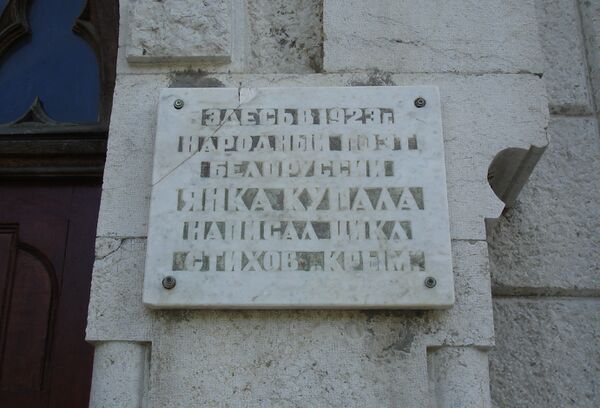 ЗДЕСЬ В 1923 г
НАРОДНЫЙ ПОЭТ
БЕЛОРУССИИ
ЯНКА КУПАЛА
НАПИСАЛ ЦИКЛ
СТИХОВ „КРЫМ"